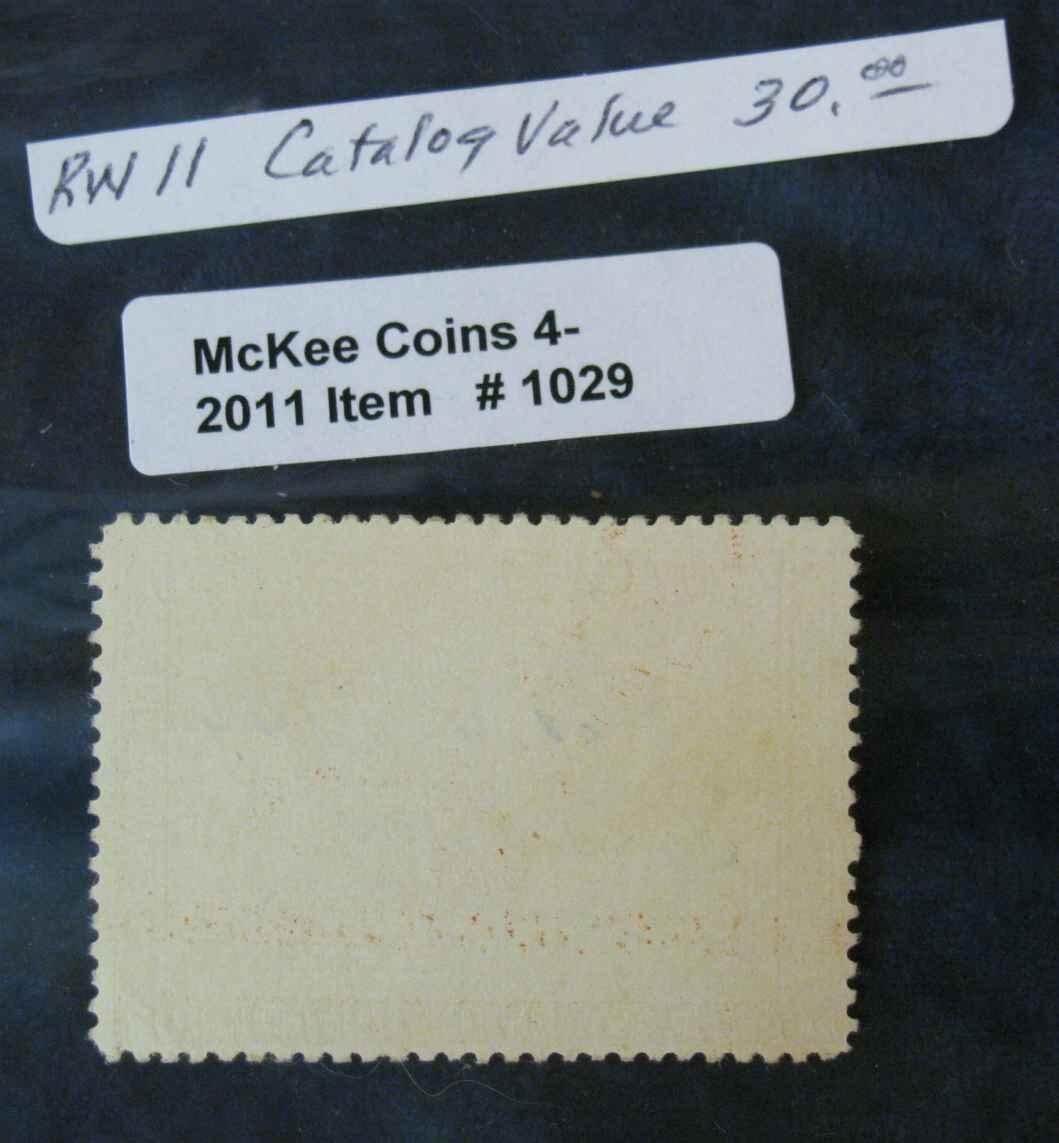 RW 11 Catalog Value 30.00
McKee Coins 4-
2011 Item # 1029